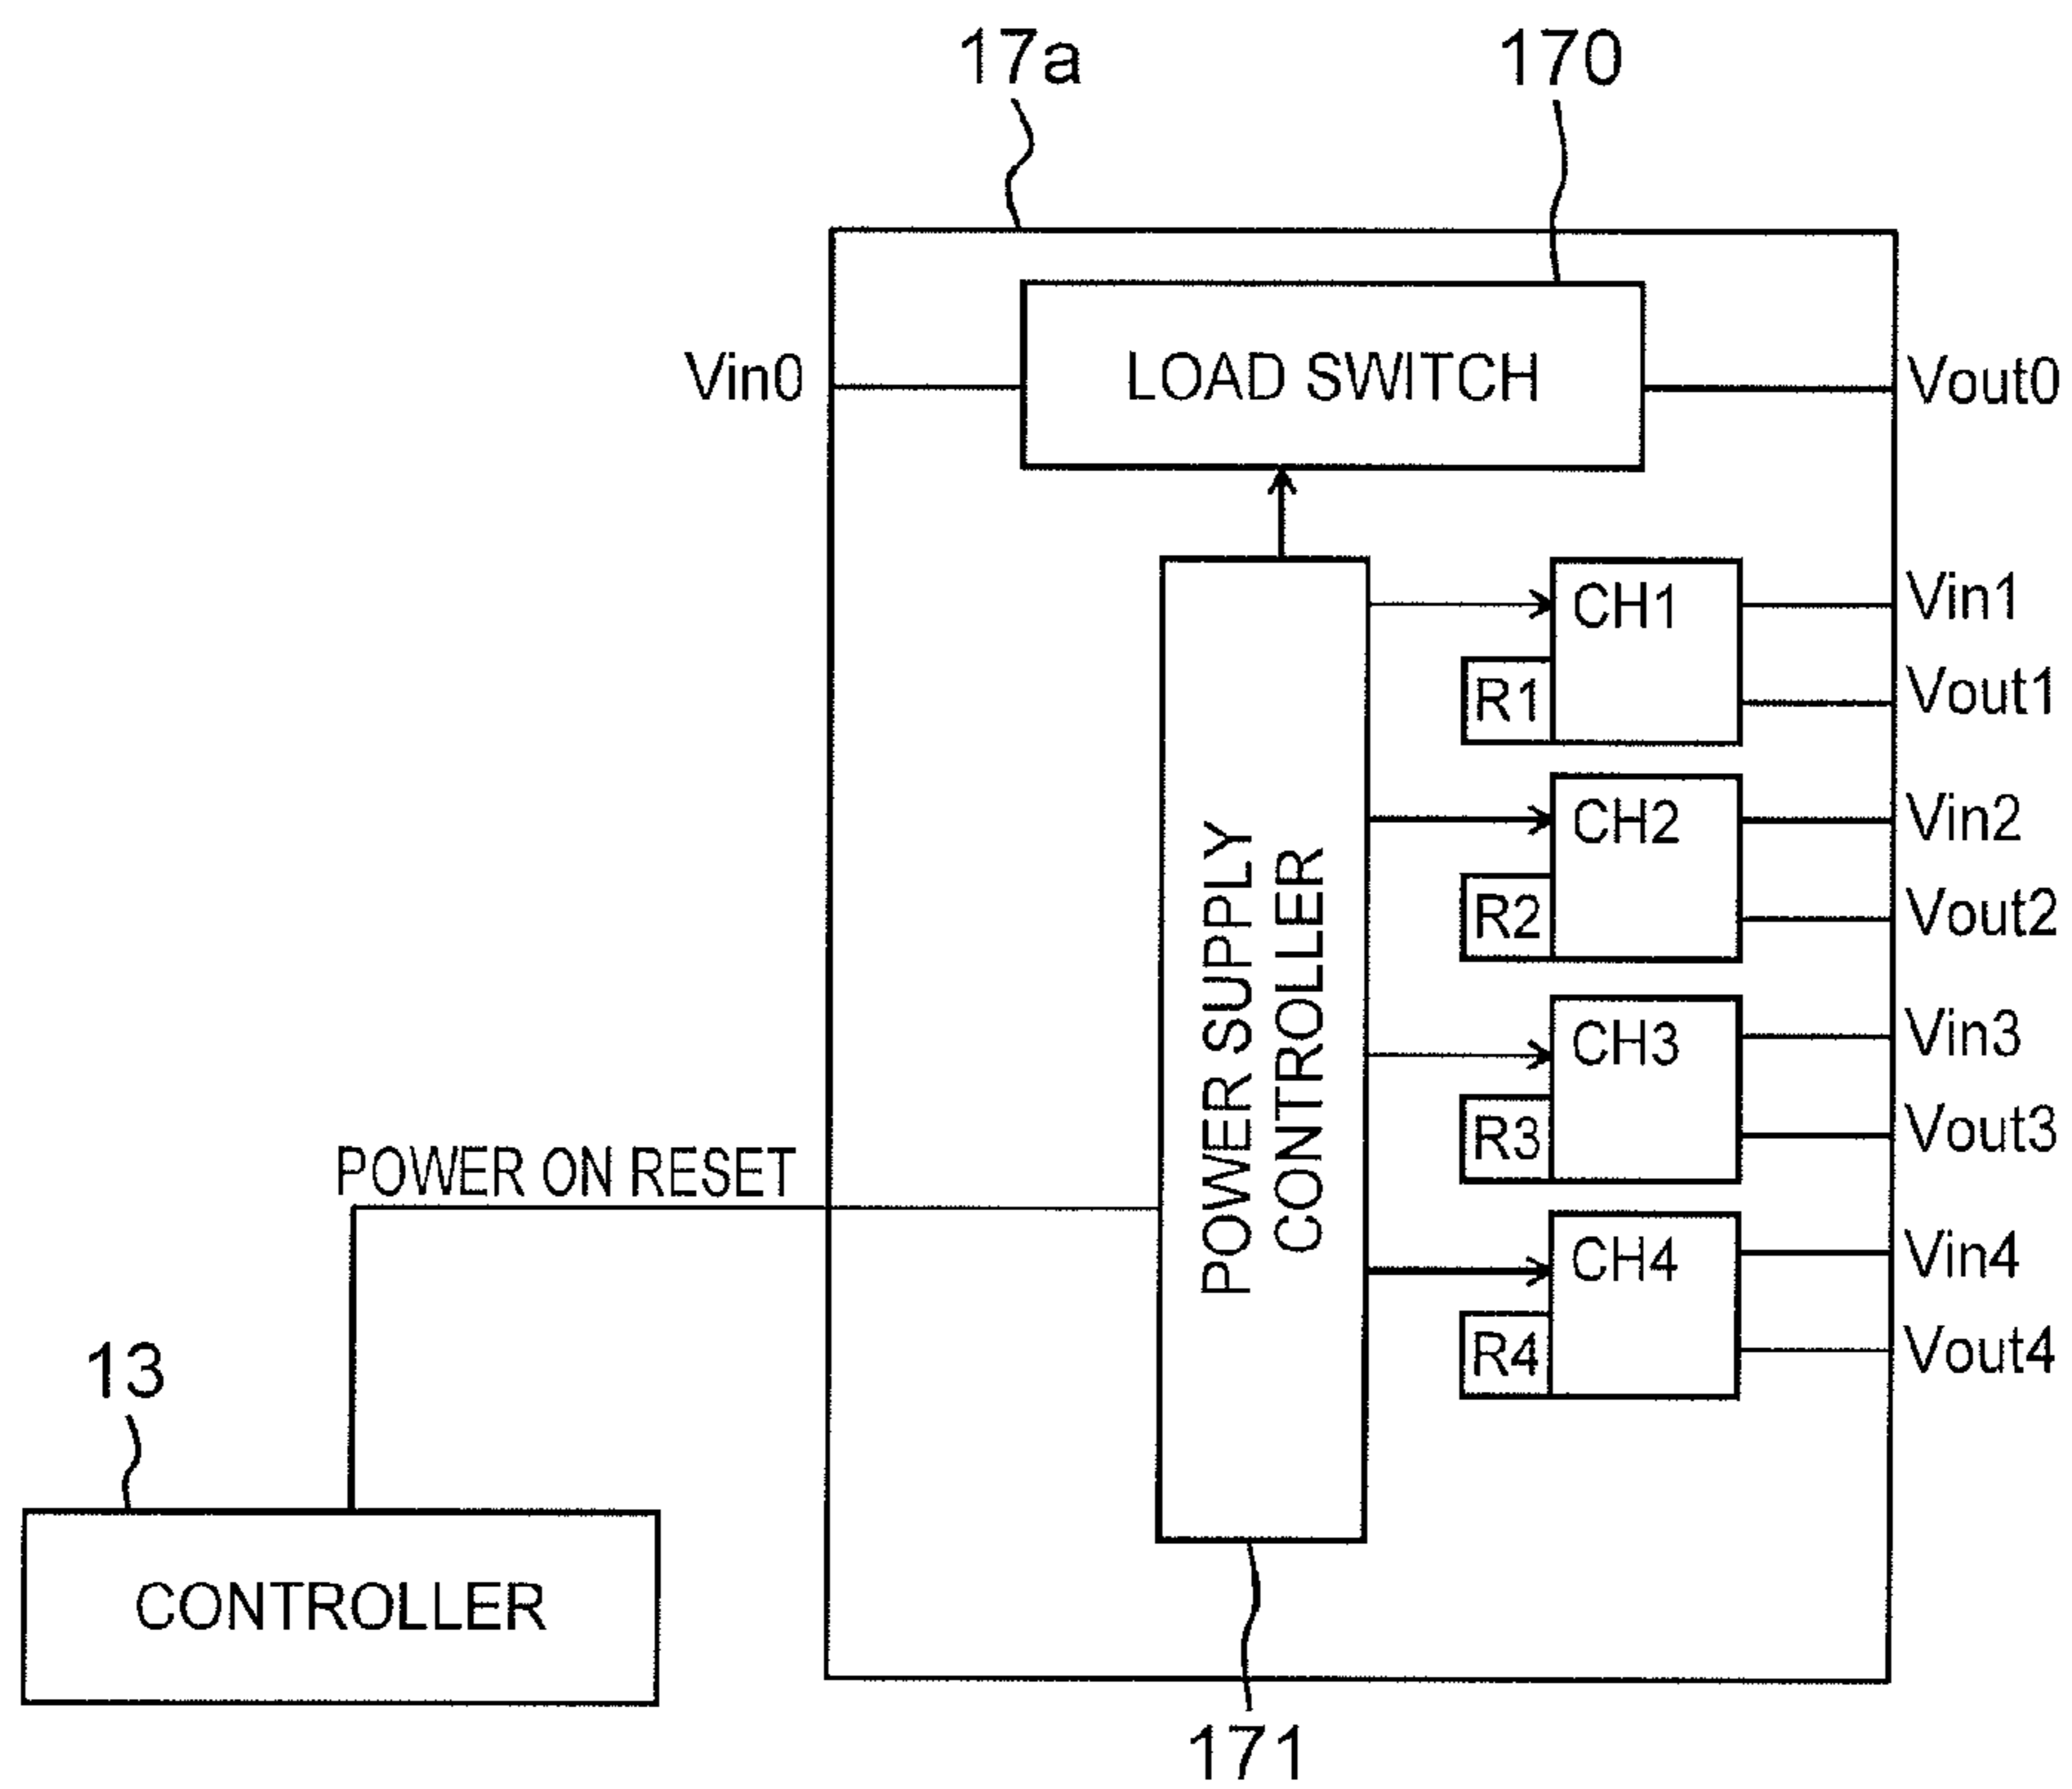 17a
170
Vin0
LOAD SWITCH
Vout0
CH1
Vin1
R1
Vout1
CH2
Vin2
R2
Vout2
POWER SUPPLY
CONTROLLER
CH3
Vin3
R3
Vout3
POWER ON RESET
CH4
Vin4
R4
Vout4
13
CONTROLLER
171